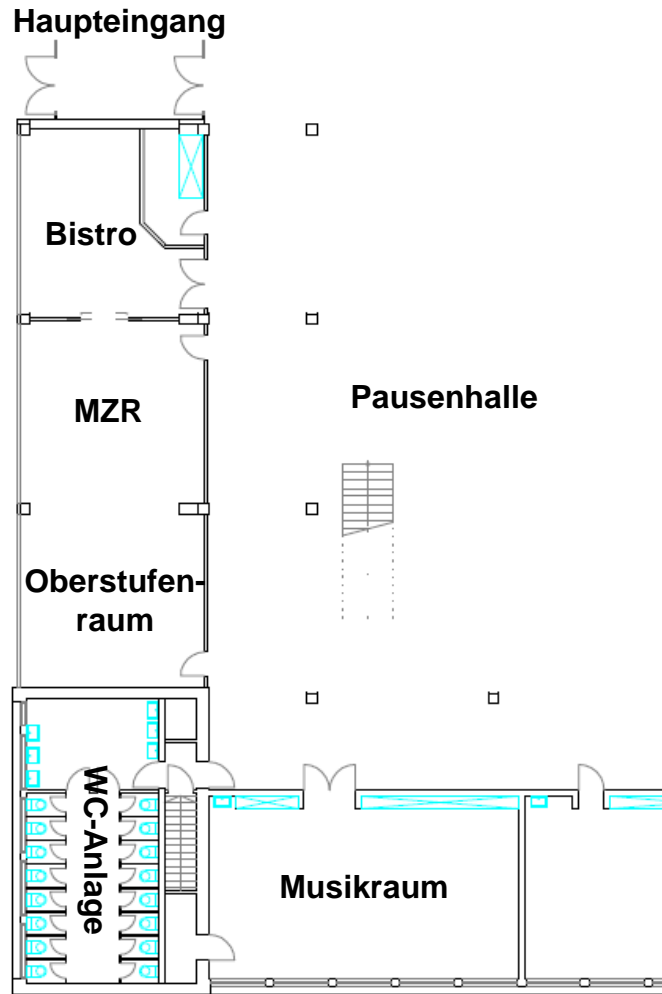 Haupteingang
Bistro
MZR
Pausenhalle
Oberstufen-
raum
WC-Anlage
Musikraum